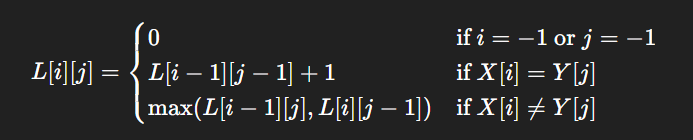 L[i][j] = { 0 if i = −1 or j = −1
L[i − 1][j − 1] + 1 if X[i] = Y[j]
max(L[i − 1][j], L[i][j − 1]) if X[i] ≠ Y[j]